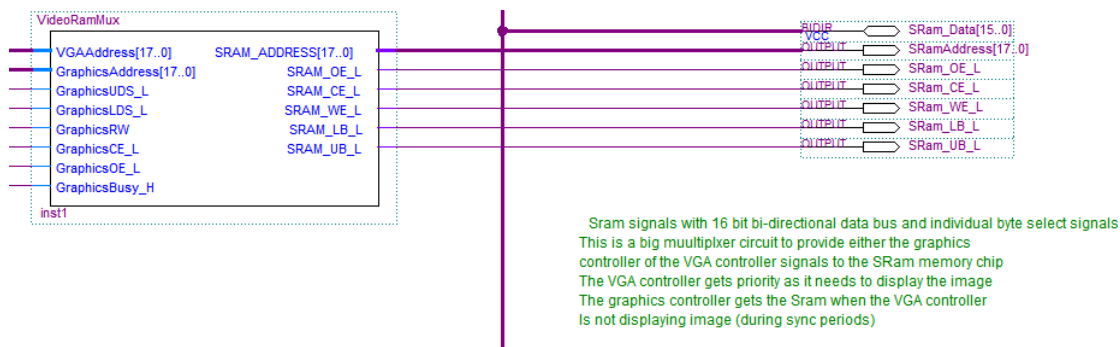 VideoRamMux
VGAAddress[17..0]
GraphicsAddress[17..0]
GraphicsUDS_L
GraphicsLDS_L
GraphicsRW
GraphicsCE_L
GraphicsOE_L
GraphicsBusy_H
SRAM_ADDRESS[17..0]
SRAM_OE_L
SRAM_CE_L
SRAM_WE_L
SRAM_LB_L
SRAM_UB_L
inst1
BIDIR
VCC
SRam_Data[15..0]
OUTPUT
SRamAddress[17..0]
OUTPUT
SRam_OE_L
OUTPUT
SRam_CE_L
OUTPUT
SRam_WE_L
OUTPUT
SRam_LB_L
OUTPUT
SRam_UB_L
Sram signals with 16 bit bi-directional data bus and individual byte select signals
This is a big muultiplxer circuit to provide either the graphics
controller of the VGA controller signals to the SRam memory chip
The VGA controller gets priority as it needs to display the image
The graphics controller gets the Sram when the VGA controller
Is not displaying image (during sync periods)